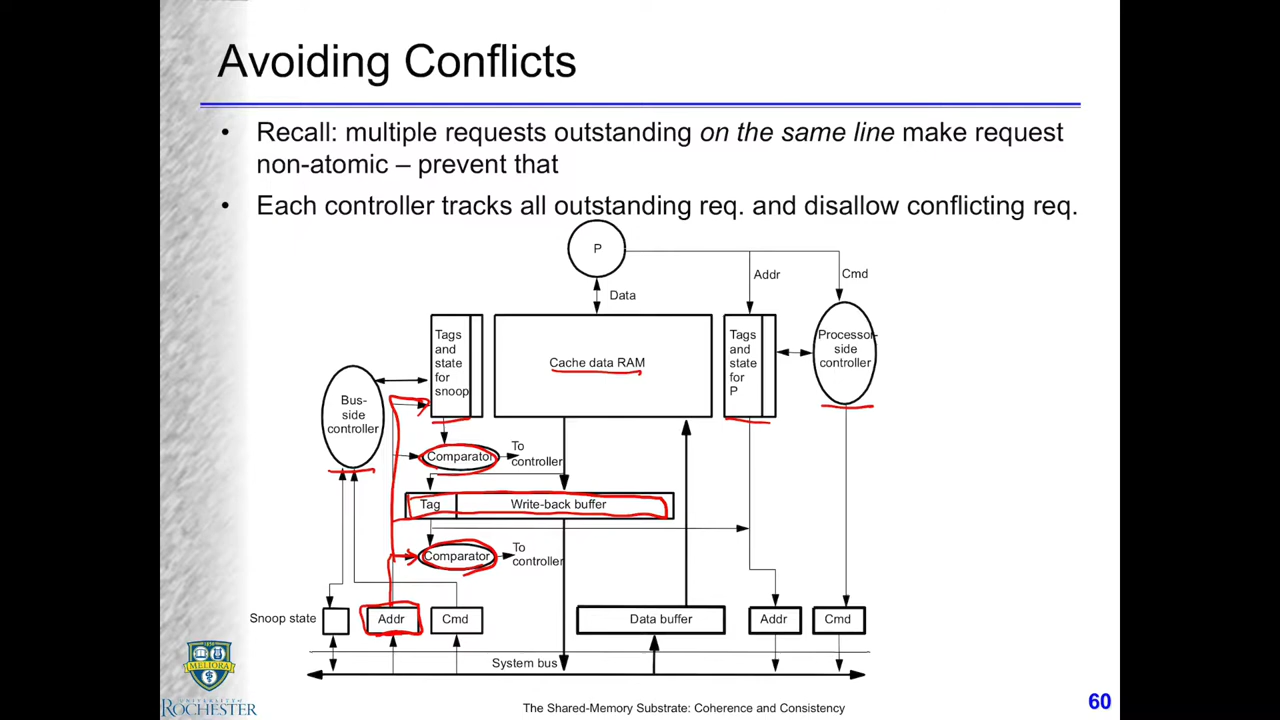 Avoiding Conflicts
• Recall: multiple requests outstanding on the same line make request
non-atomic – prevent that
• Each controller tracks all outstanding req. and disallow conflicting req.
P
Addr
Cmd
Data
Tags
and
state
for
snoop
Cache data RAM
Tags
and
state
for
P
Processor-
side
controller
Bus-
side
controller
Comparator
To
controller
Tag
Write-back buffer
Comparator
To
controller
Snoop state
Addr
Cmd
Data buffer
Addr
Cmd
System bus
MELIORA
UNIVERSITY of
ROCHESTER
The Shared-Memory Substrate: Coherence and Consistency
60